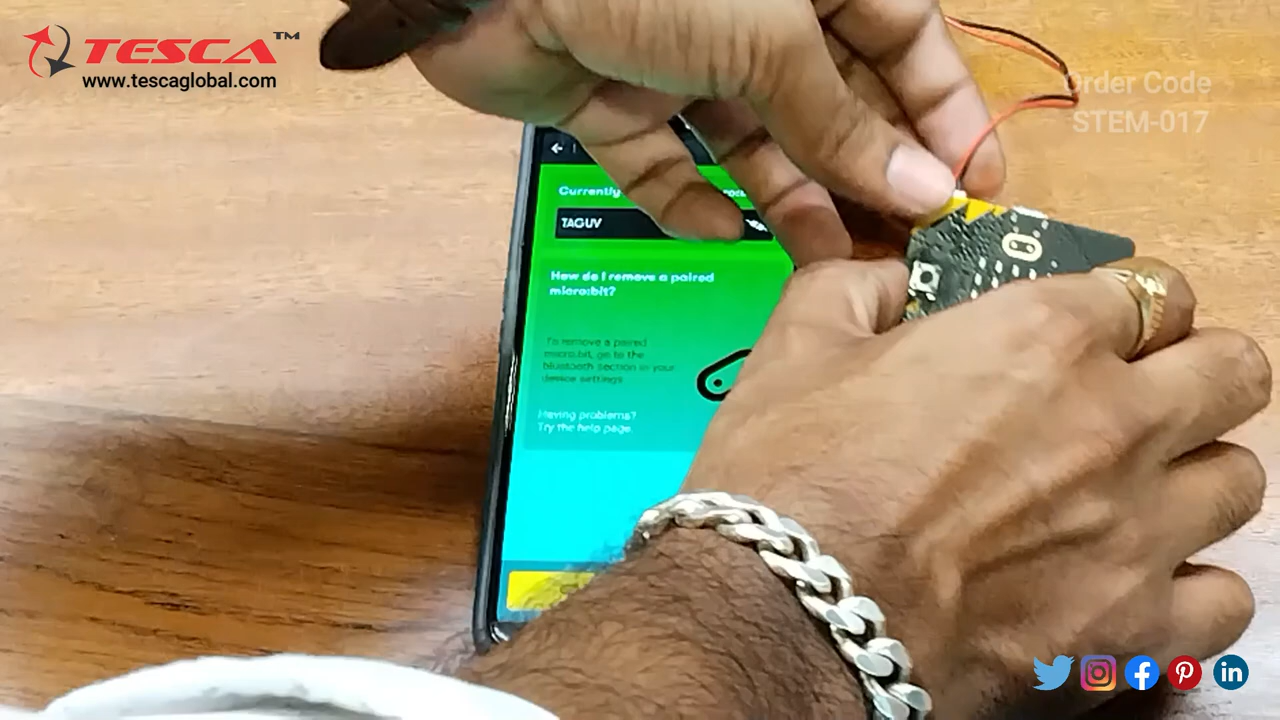 TESCA™
www.tescaglobal.com
Order Code
STEM-017
Currently
TAGUV
How do I remove a paired
micro:bit?
To remove a paired
micro:bit, go to the
bluetooth section in your
device settings
Having problems?
Try the help page.